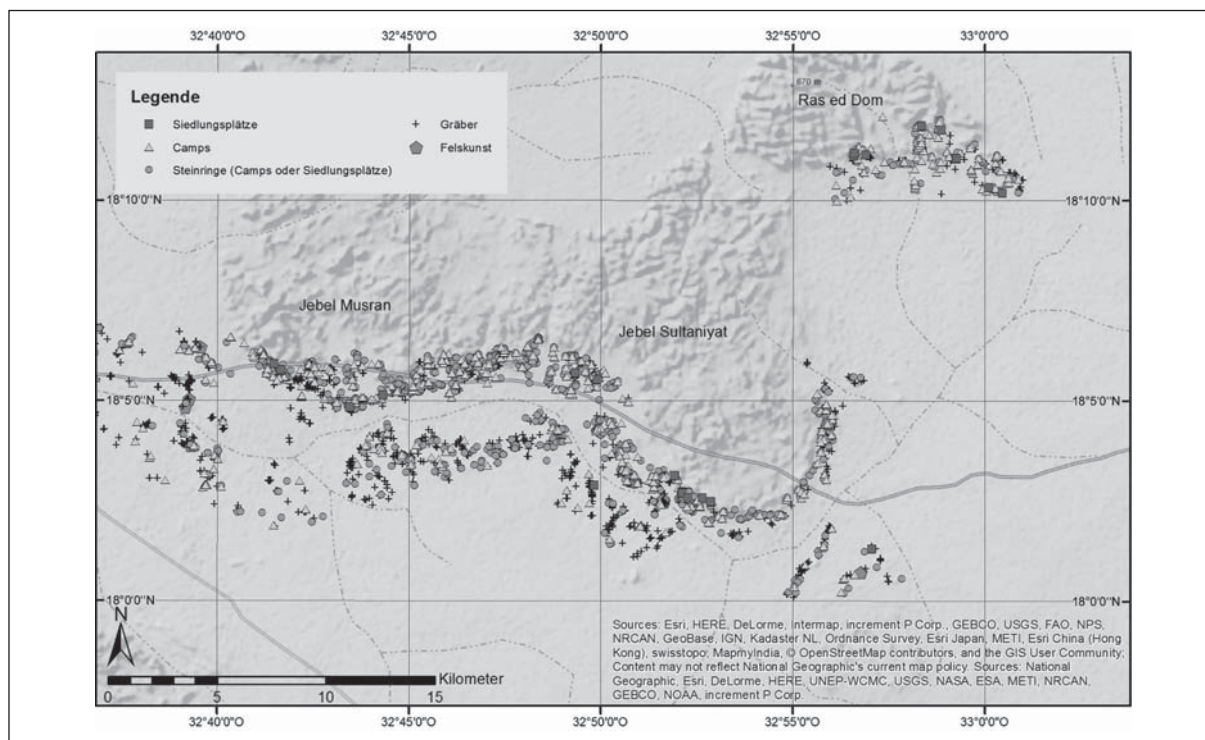 32°40'0"O 32°45'0"O 32°50'0"O 32°55'0"O 33°0'0"O
Legende
Siedlungsplätze
Camps
Steinringe (Camps oder Siedlungsplätze)
Gräber
Felskunst
670 m
Ras ed Dom
18°10'0"N 18°10'0"N
Jebel Musran
Jebel Sultaniyat
18°5'0"N 18°5'0"N
18°0'0"N 18°0'0"N
N
Kilometer
0 5 10 15
Sources: Esri, HERE, DeLorme, Intermap, increment P Corp., GEBCO, USGS, FAO, NPS,
NRCAN, GeoBase, IGN, Kadaster NL, Ordnance Survey, Esri Japan, METI, Esri China (Hong
Kong), swisstopo, MapmyIndia, © OpenStreetMap contributors, and the GIS User Community;
Content may not reflect National Geographic's current map policy. Sources: National
Geographic, Esri, DeLorme, HERE, UNEP-WCMC, USGS, NASA, ESA, METI, NRCAN,
GEBCO, NOAA, increment P Corp.
32°40'0"O 32°45'0"O 32°50'0"O 32°55'0"O 33°0'0"O